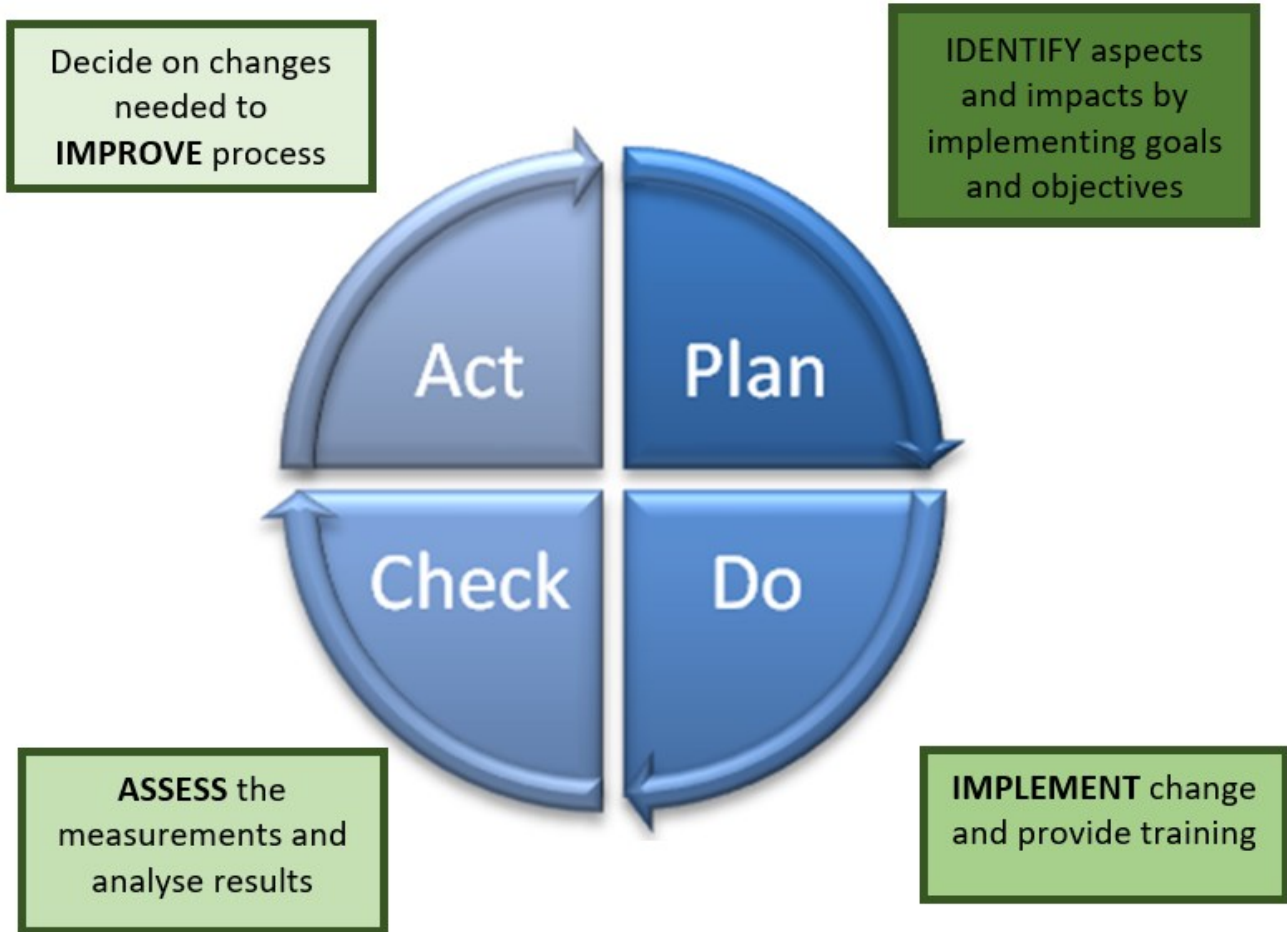 Decide on changes
needed to
IMPROVE process
IDENTIFY aspects
and impacts by
implementing goals
and objectives
Act
Plan
Check
Do
ASSESS the
measurements and
analyse results
IMPLEMENT change
and provide training